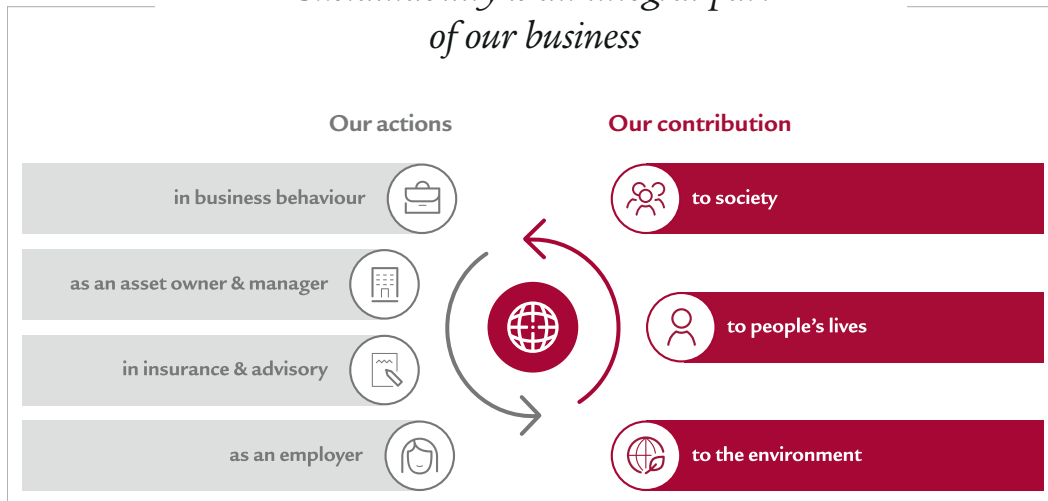 of our business
Our actions
in business behaviour
as an asset owner & manager
in insurance & advisory
as an employer
Our contribution
to society
to people’s lives
to the environment